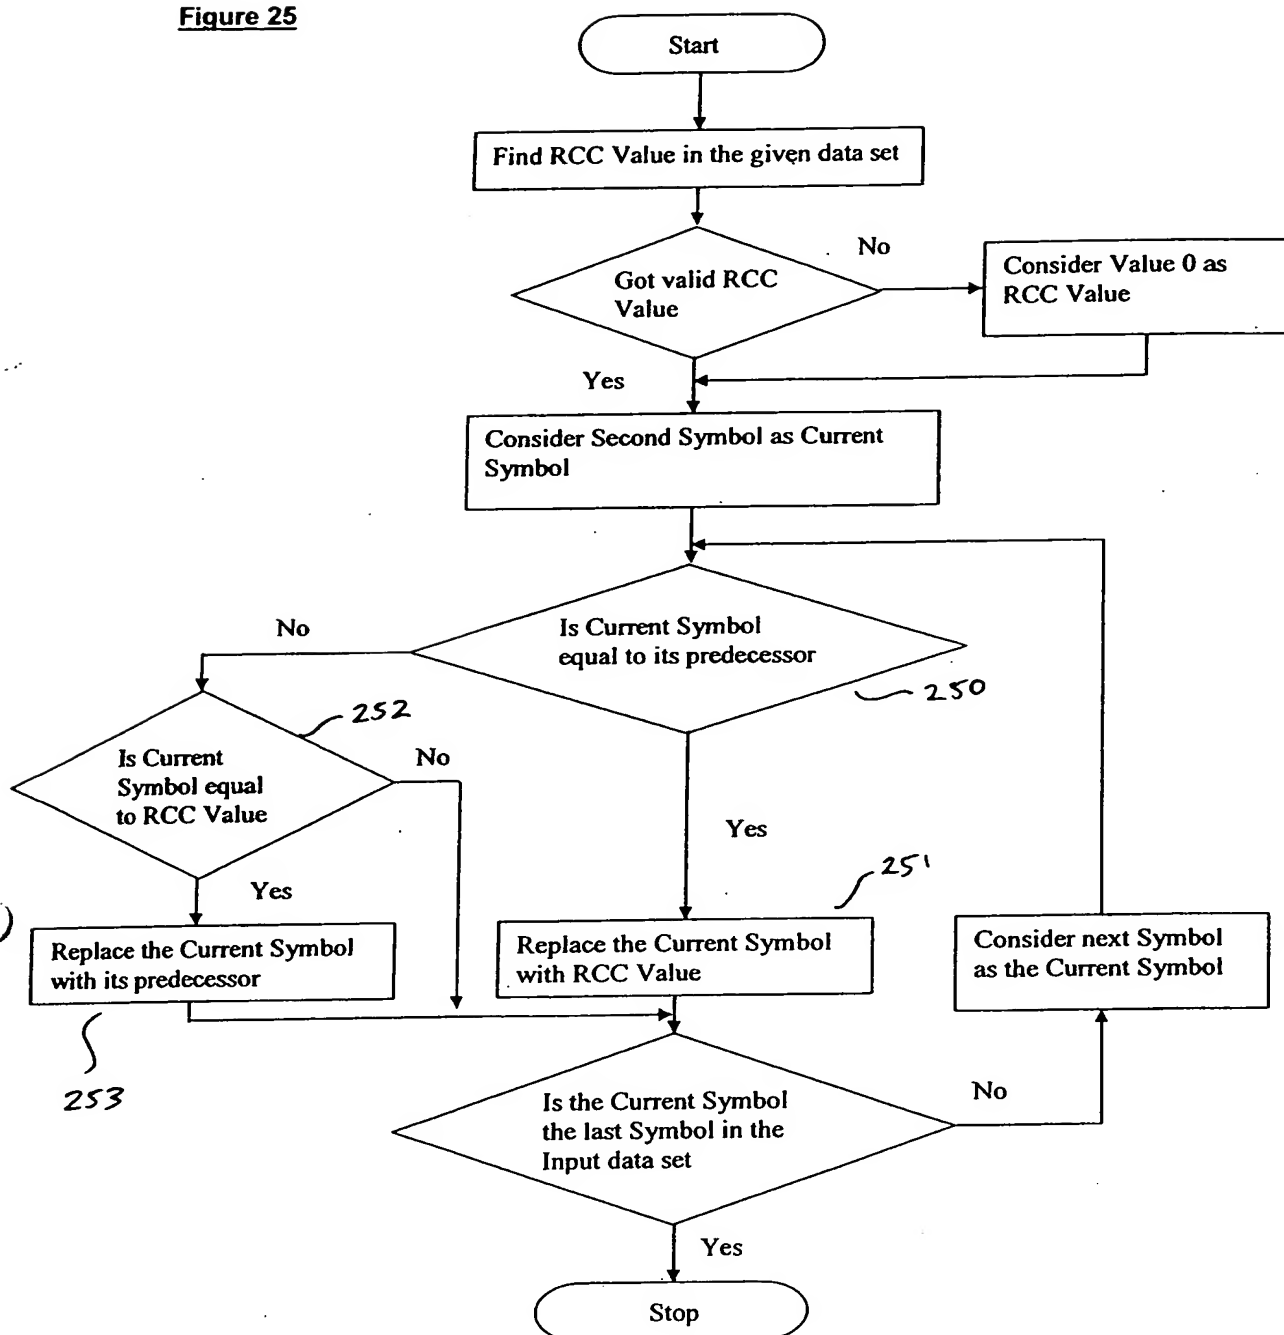 Figure 25
Start
Find RCC Value in the given data set
Got valid RCC
Value
No
Consider Value 0 as
RCC Value
Yes
Consider Second Symbol as Current
Symbol
Is Current Symbol
equal to its predecessor
No
250
252
Is Current
Symbol equal
to RCC Value
No
Yes
251
Yes
Replace the Current Symbol
with its predecessor
Replace the Current Symbol
with RCC Value
Consider next Symbol
as the Current Symbol
253
Is the Current Symbol
the last Symbol in the
Input data set
No
Yes
Stop